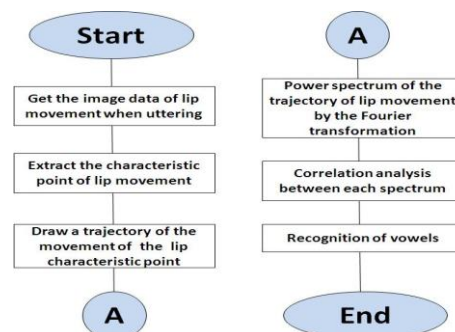 Start
Get the image data of lip
movement when uttering
Extract the characteristic
point of lip movement
Draw a trajectory of the
movement of the lip
characteristic point
A
A
Power spectrum of the
trajectory of lip movement
by the Fourier
transformation
Correlation analysis
between each spectrum
Recognition of vowels
End